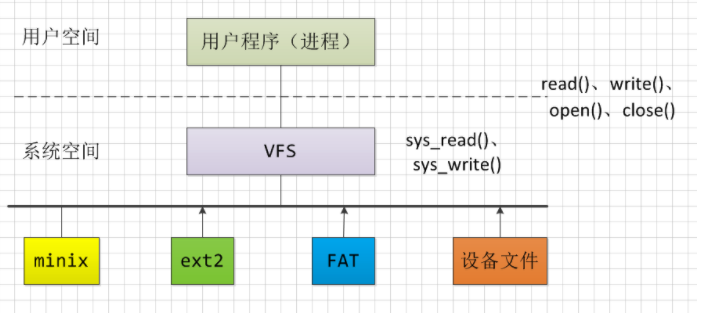 用户空间
用户程序（进程）
read()、write()、
open()、close()
系统空间
VFS
sys_read()、
sys_write()
minix
ext2
FAT
设备文件